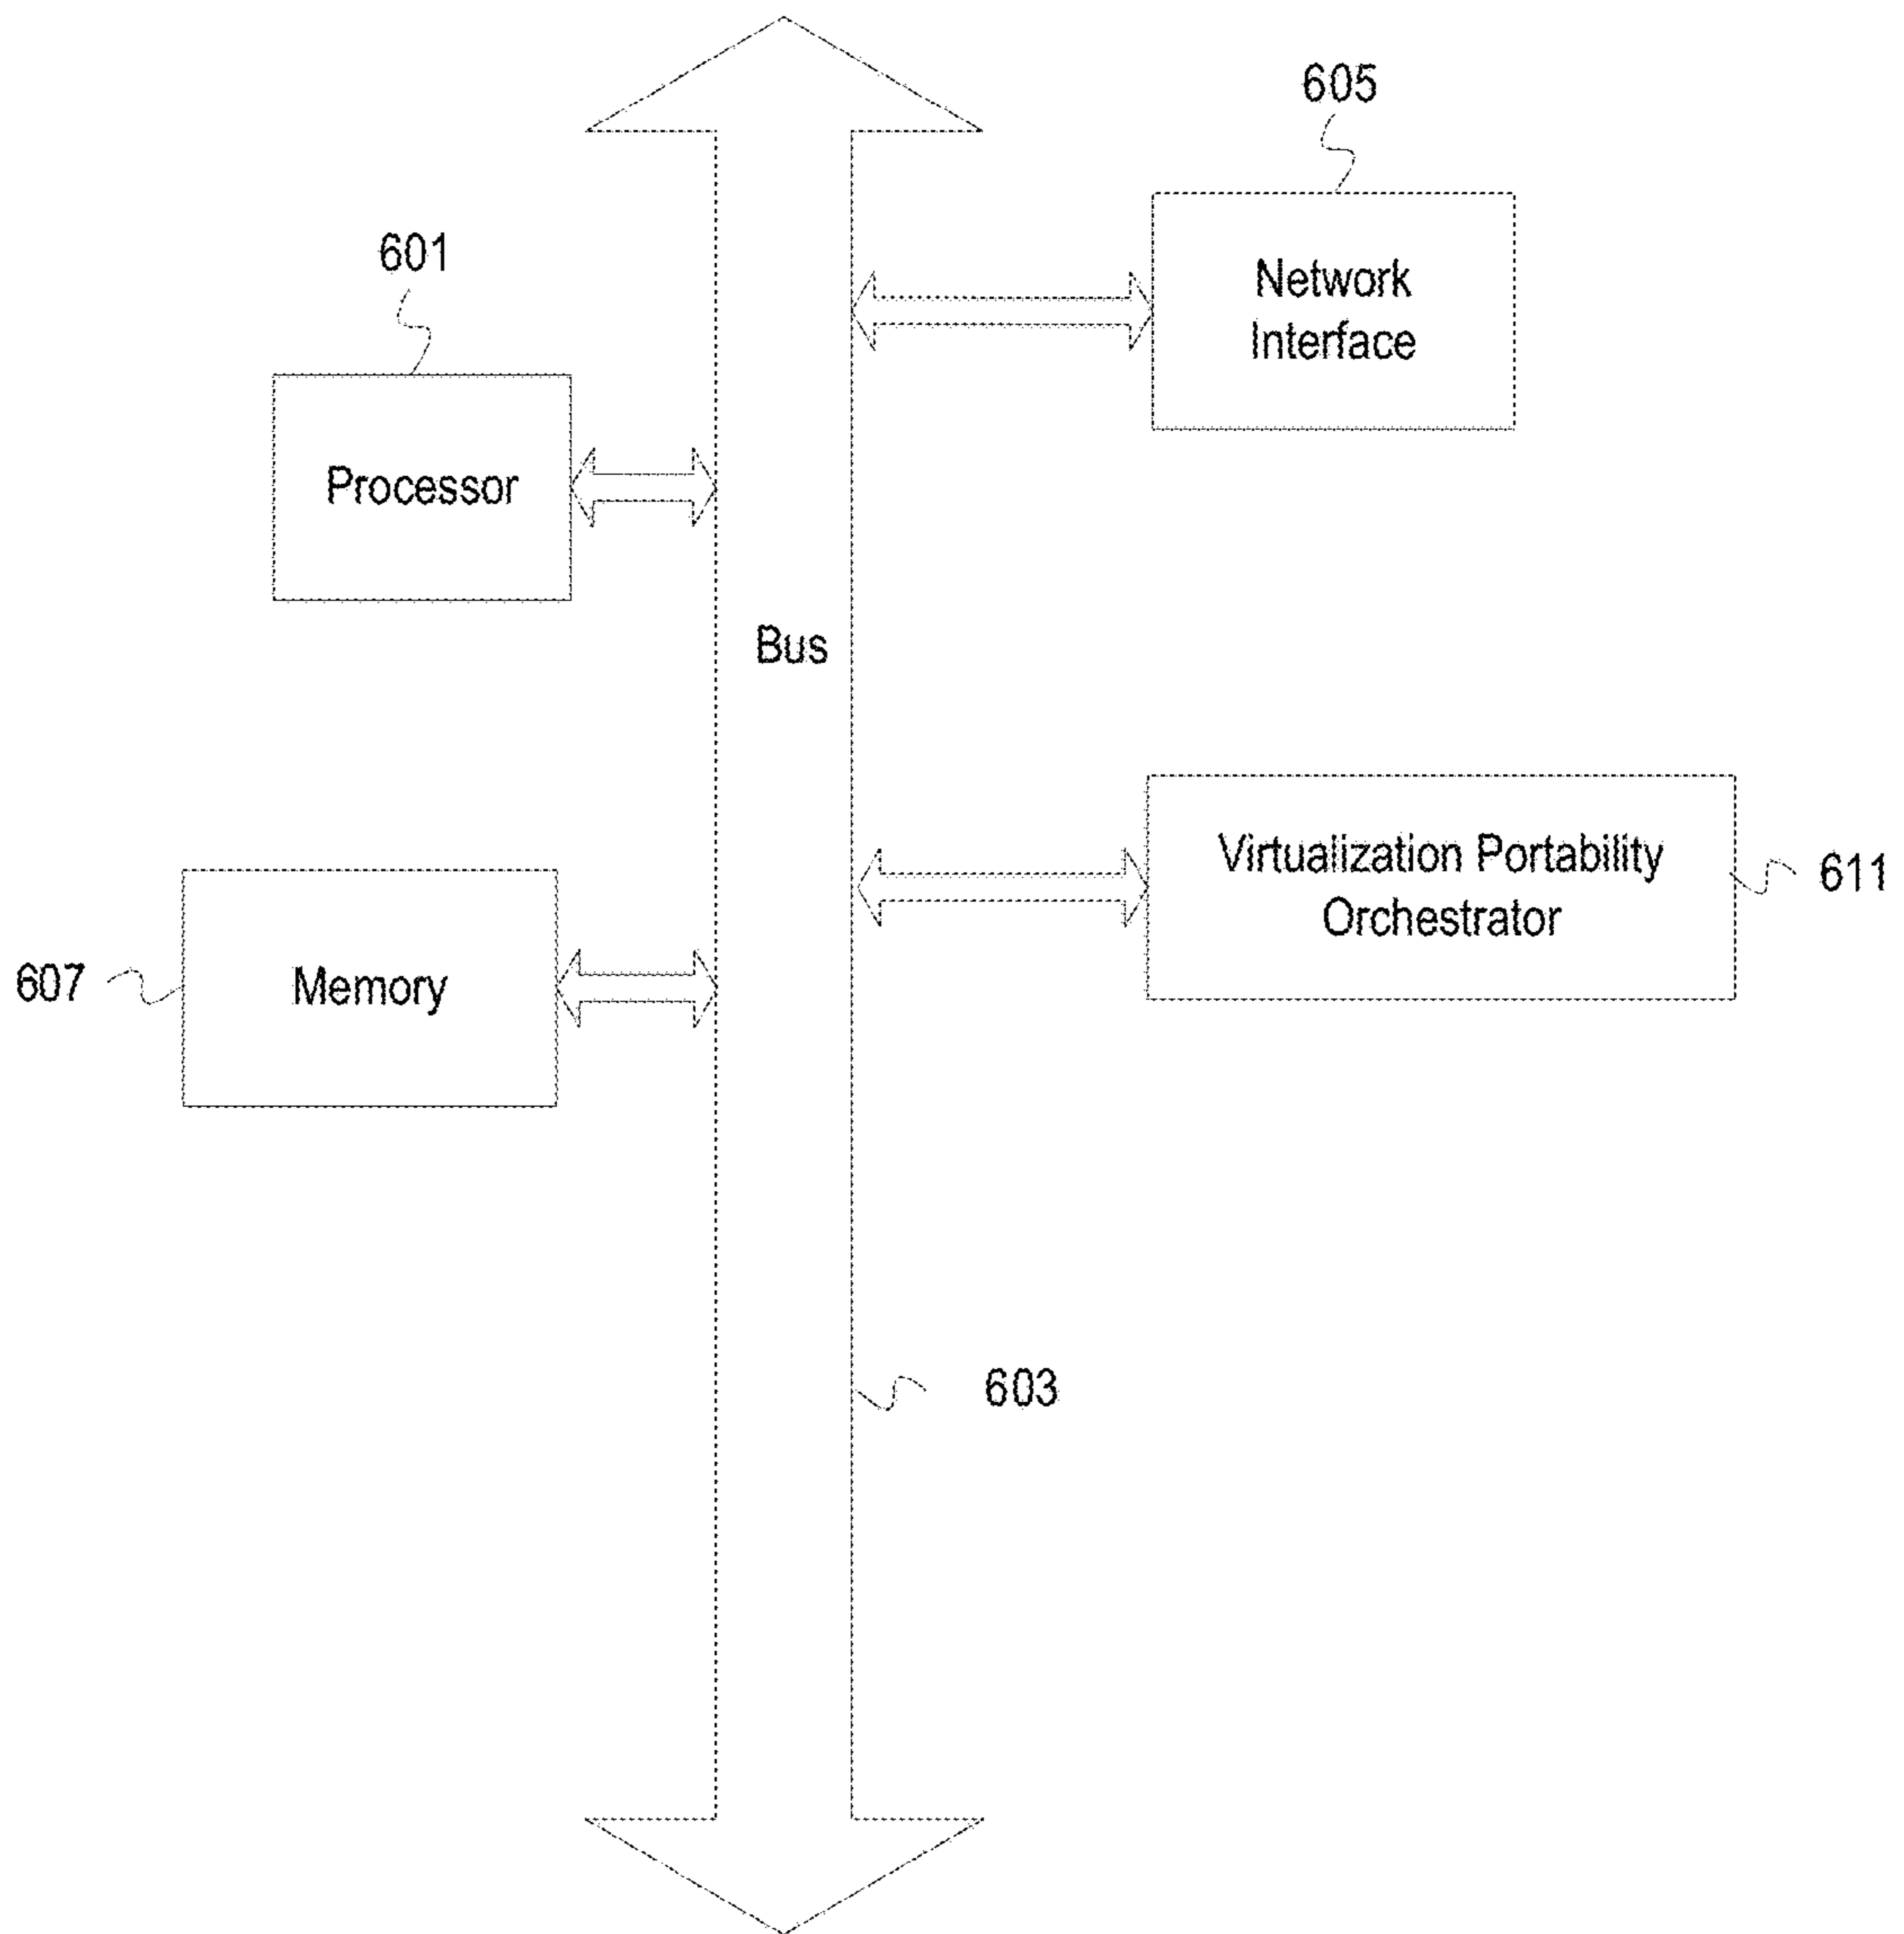 605
601
Network
Interface
Processor
Bus
Virtualization Portability
Orchestrator
611
607
Memory
603